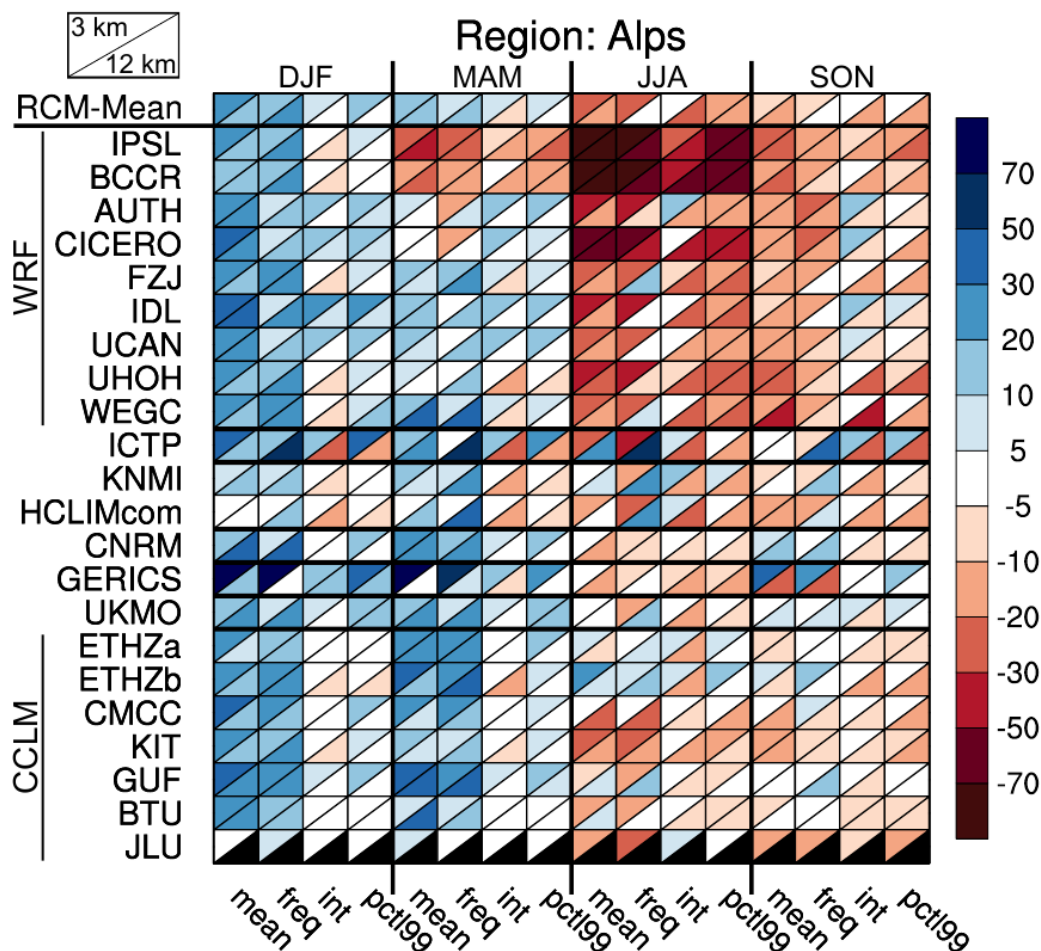 3 km
12 km
Region: Alps
DJF MAM JJA SON
RCM-Mean
IPSL
BCCR
AUTH
CICERO
FZJ
IDL
UCAN
UHOH
WEGC
WRF
ICTP
KNMI
HCLIMcom
CNRM
GERICS
UKMO
ETHZa
ETHZb
CMCC
KIT
GUF
BTU
JLU
CCLM
70
50
30
20
10
5
-5
-10
-20
-30
-50
-70
mean freq int pctl99 mean freq int pctl99 mean freq int pctl99 mean freq int pctl99